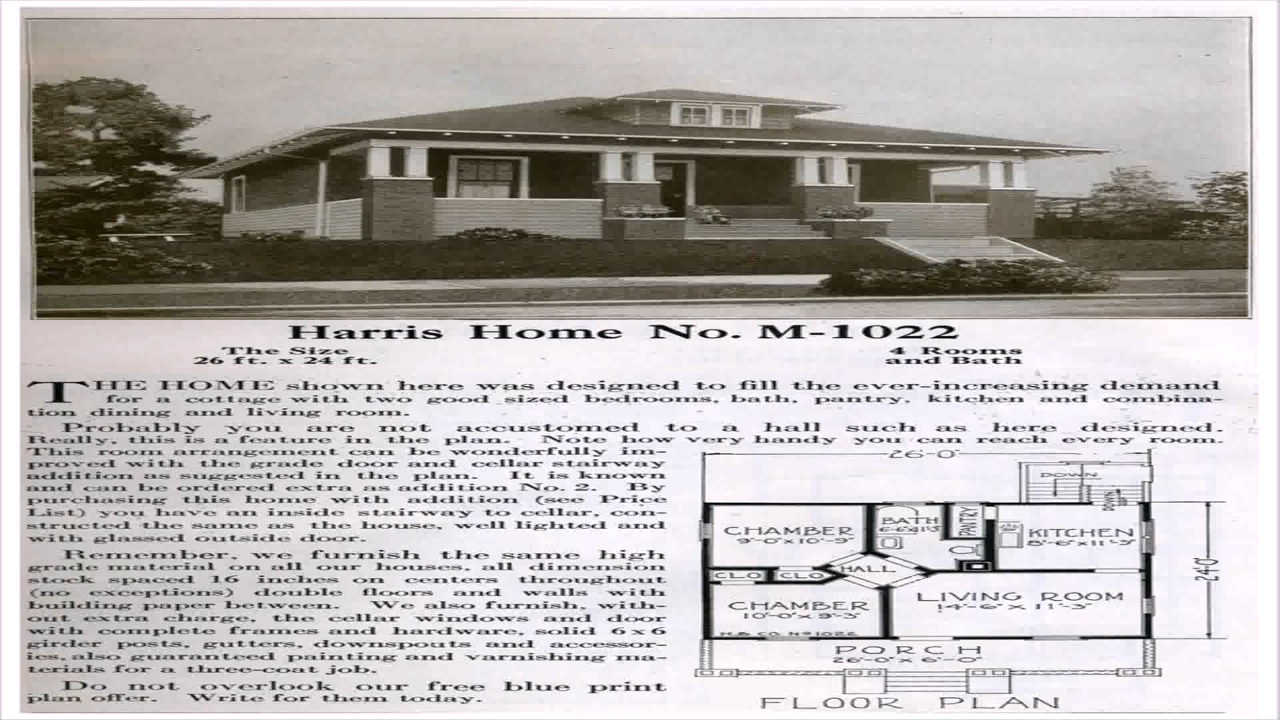 Harris Home No. M-1022
The Size
26 ft. x 24 ft.
4 Rooms
and Bath
THE HOME shown here was designed to fill the ever-increasing demand
for a cottage with two good sized bedrooms, bath, pantry, kitchen and combina-
tion dining and living room.
Probably you are not accustomed to a hall such as here designed.
Really, this is a feature in the plan. Note how very handy you can reach every room.
This room arrangement can be wonderfully im-
proved with the grade door and cellar stairway
addition as suggested in the plan. It is known
and can be ordered extra as addition No. 2. By
purchasing this home with addition (see Price
List) you have an inside stairway to cellar, con-
structed the same as the house, well lighted and
with glassed outside door.
Remember, we furnish the same high
grade material on all our houses, all dimension
stock spaced 16 inches on centers throughout
(no exceptions) double floors and walls with
building paper between. We also furnish, with-
out extra charge, the cellar windows and door
with complete frames and hardware, solid 6x6
girder posts, gutters, downspouts and accessor-
ies, also guaranteed painting and varnishing ma-
terials for a three-coat job.
Do not overlook our free blue print
plan offer. Write for them today.
26'-0"
DOWN
DOWN
CHAMBER
9'-0"x10'-9"
BATH
PANTRY
KITCHEN
8'-6"x11'-3"
HALL
CLO
CLO
24'-0"
CHAMBER
10'-0"x9'-3"
LIVING ROOM
14'-6" x 11'-3"
H.B. CO. No 1022
PORCH
26'-0"x6'-0"
FLOOR PLAN